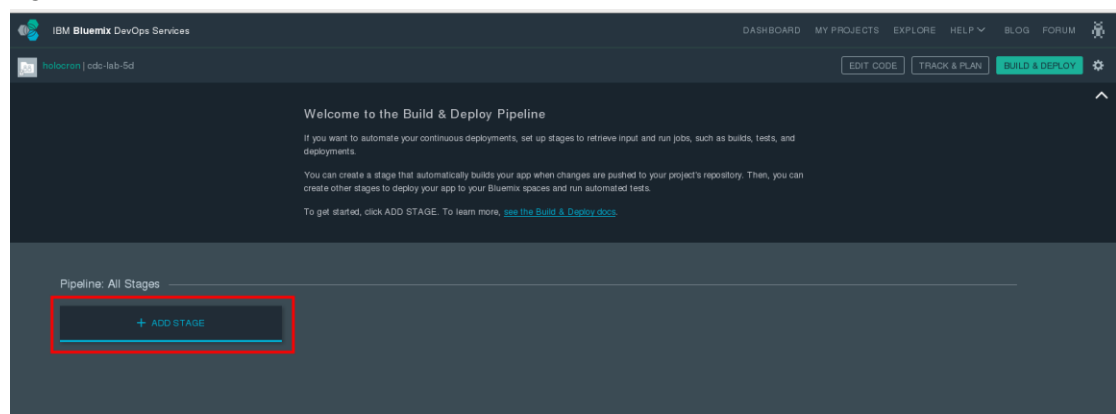 IBM Bluemix DevOps Services
DASHBOARD MY PROJECTS EXPLORE HELP BLOG FORUM
holocron | cdc-lab-5d
EDIT CODE TRACK & PLAN BUILD & DEPLOY
Welcome to the Build & Deploy Pipeline
If you want to automate your continuous deployments, set up stages to retrieve input and run jobs, such as builds, tests, and
deployments.
You can create a stage that automatically builds your app when changes are pushed to your project's repository. Then, you can
create other stages to deploy your app to your Bluemix spaces and run automated tests.
To get started, click ADD STAGE. To learn more, see the Build & Deploy docs.
Pipeline: All Stages
+ ADD STAGE